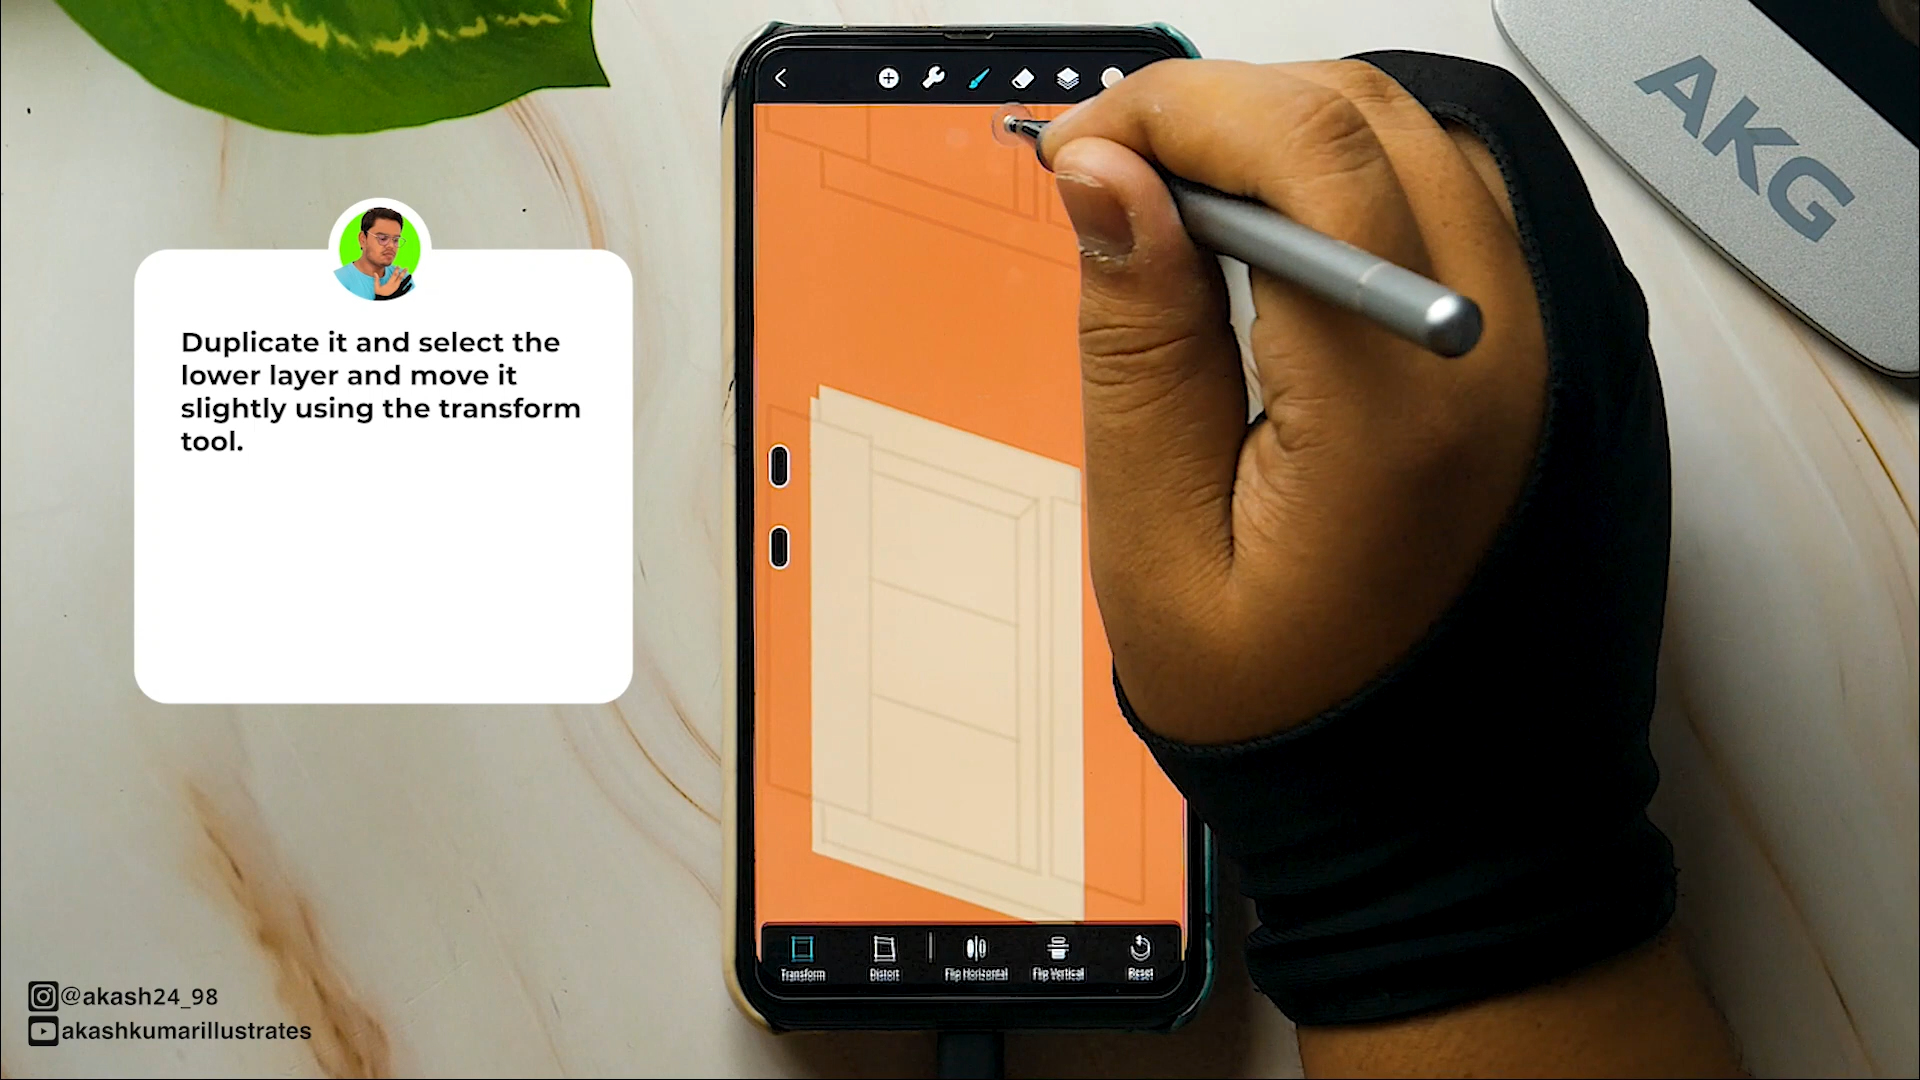 AKG
Duplicate it and select the
lower layer and move it
slightly using the transform
tool.
Transform
Distort
Flip Horizontal
Flip Vertical
Reset
@akash24_98
akashkumarillustrates